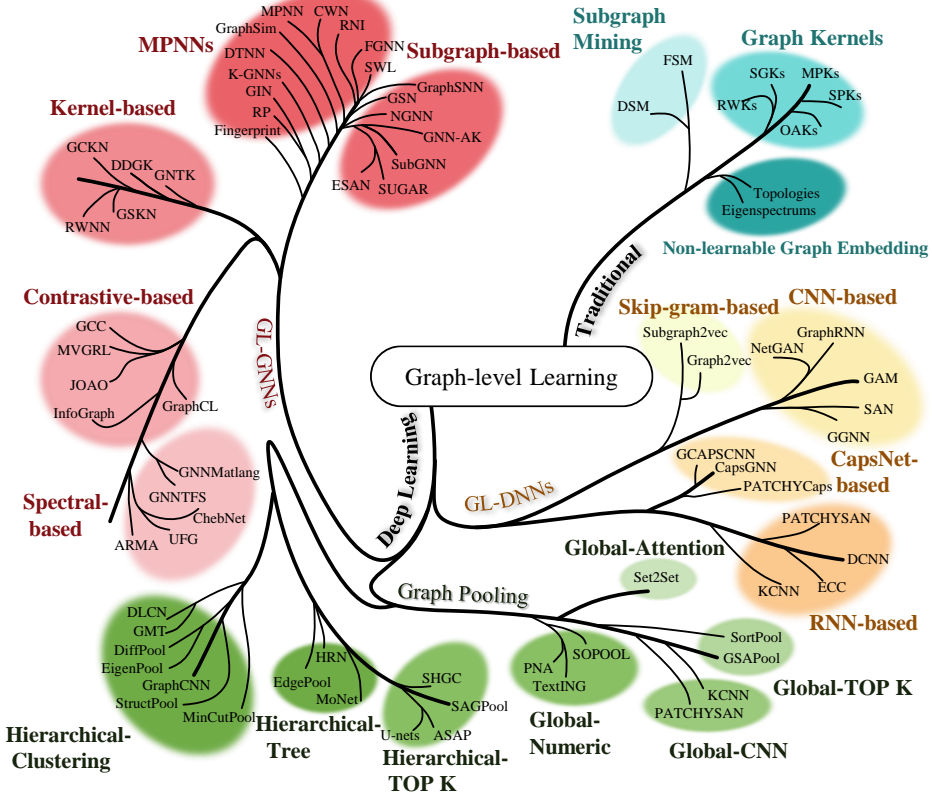 MPNNs
MPNN
CWN
RNI
GraphSim
FGNN
DTNN
SWL
K-GNNs
GIN
RP
Fingerprint
Subgraph-based
GraphSNN
GSN
NGNN
GNN-AK
SubGNN
ESAN
SUGAR
Kernel-based
GCKN
DDGK
GNTK
GSKN
RWNN
Subgraph
Mining
FSM
DSM
Graph Kernels
SGKs
MPKs
RWKs
SPKs
OAKs
Topologies
Eigenspectrums
Non-learnable Graph Embedding
Traditional
Contrastive-based
GCC
MVGRL
JOAO
InfoGraph
GraphCL
GL-GNNs
Spectral-
based
GNNMatlang
GNNTFS
ChebNet
UFG
ARMA
Graph-level Learning
Deep Learning
Skip-gram-based
Subgraph2vec
Graph2vec
CNN-based
GraphRNN
NetGAN
GAM
SAN
GGNN
GL-DNNs
CapsNet-
based
GCAPSCNN
CapsGNN
PATCHYCaps
PATCHYSAN
DCNN
ECC
KCNN
RNN-based
Graph Pooling
Global-Attention
Set2Set
SortPool
GSAPool
Global-TOP K
KCNN
PATCHYSAN
Global-CNN
SOPOOL
PNA
TextING
Global-
Numeric
DLCN
GMT
DiffPool
EigenPool
GraphCNN
StructPool
MinCutPool
Hierarchical-
Clustering
HRN
EdgePool
MoNet
Hierarchical-
Tree
SHGC
SAGPool
U-nets
ASAP
Hierarchical-
TOP K